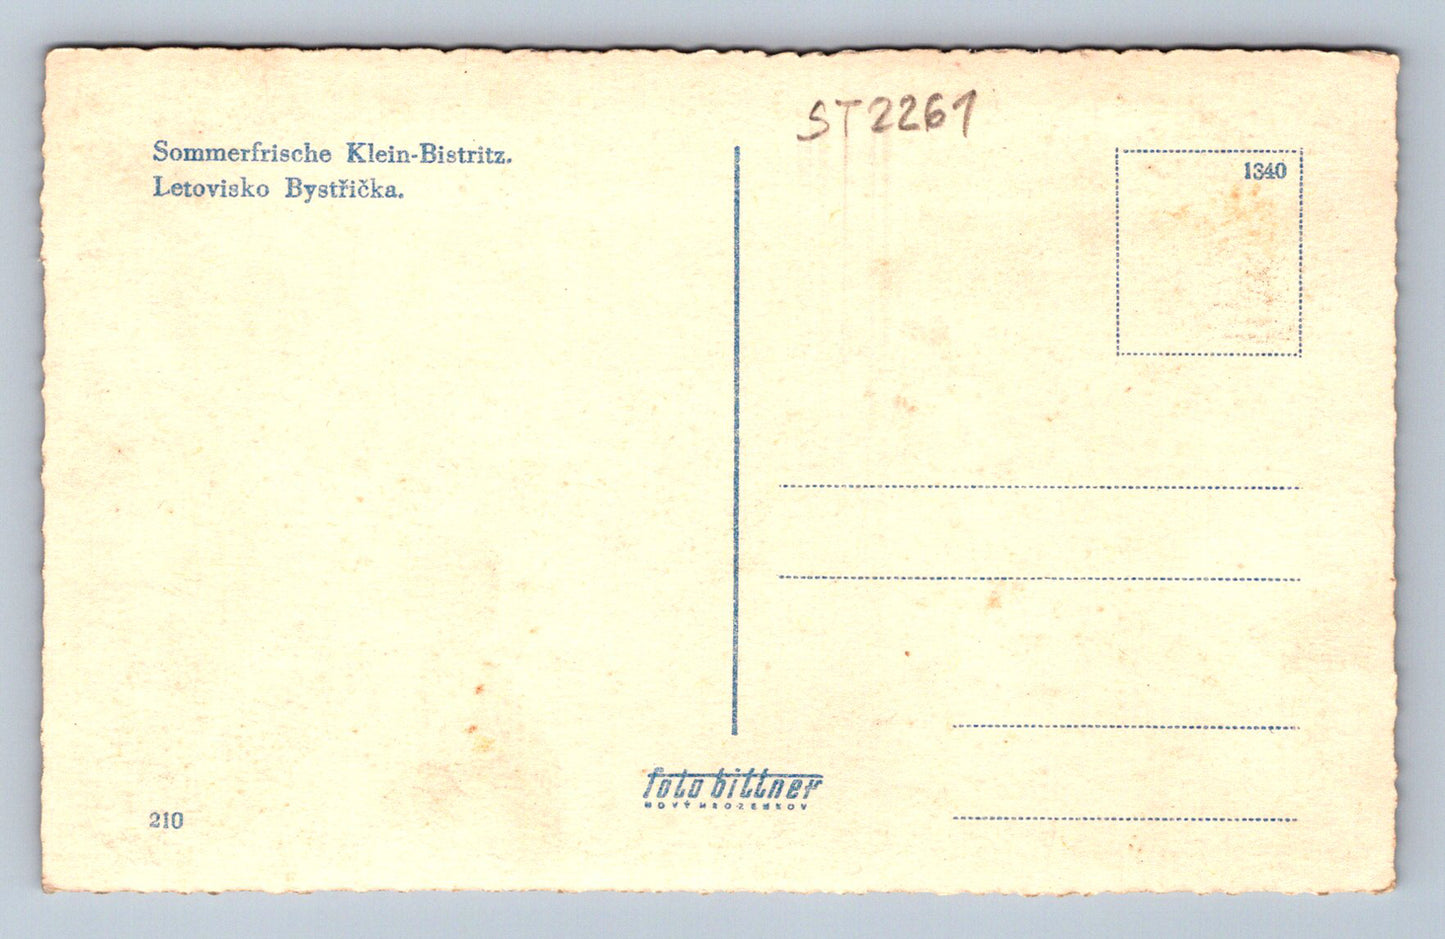 ST2261
Sommerfrische Klein-Bistritz.
Letovisko Bystřička.
1340
foto bittner
NOVÝ HROZENKOV
210